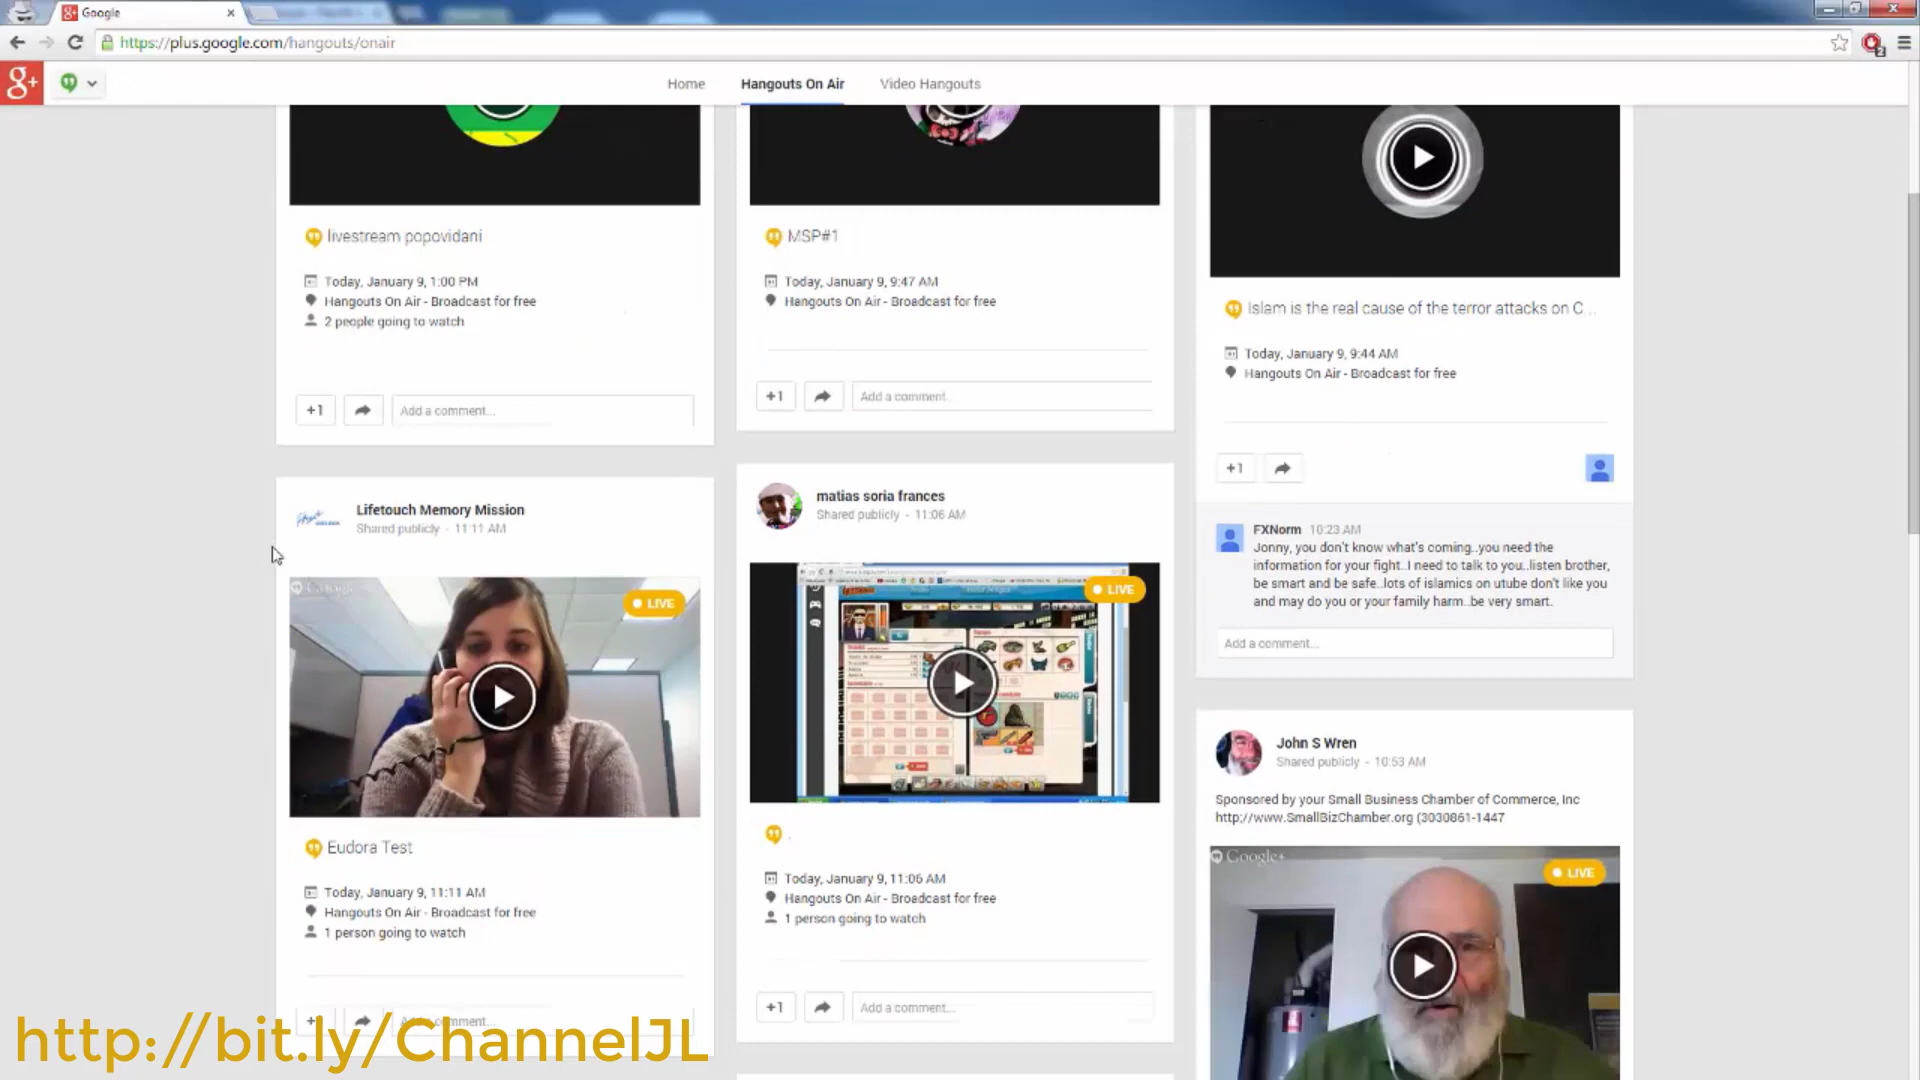 Google
https://plus.google.com/hangouts/onair
2
g+
Home
Hangouts On Air
Video Hangouts
livestream popovidani
Today, January 9, 1:00 PM
Hangouts On Air - Broadcast for free
2 people going to watch
+1
Add a comment...
MSP#1
Today, January 9, 9:47 AM
Hangouts On Air - Broadcast for free
+1
Add a comment.
Islam is the real cause of the terror attacks on C...
Today, January 9, 9:44 AM
Hangouts On Air - Broadcast for free
+1
FXNorm 10:23 AM
Jonny, you don't know what's coming..you need the
information for your fight..I need to talk to you..listen brother,
be smart and be safe..lots of islamics on utube don't like you
and may do you or your family harm..be very smart.
Add a comment...
Lifetouch Memory Mission
Shared publicly - 11:11 AM
Google
LIVE
Eudora Test
Today, January 9, 11:11 AM
Hangouts On Air - Broadcast for free
1 person going to watch
Add a comment...
matias soria frances
Shared publicly - 11:06 AM
LIVE
.
Today, January 9, 11:06 AM
Hangouts On Air - Broadcast for free
1 person going to watch
+1
Add a comment...
John S Wren
Shared publicly - 10:53 AM
Sponsored by your Small Business Chamber of Commerce, Inc
http://www.SmallBizChamber.org (3030861-1447
Google+
LIVE
http://bit.ly/ChannelJL